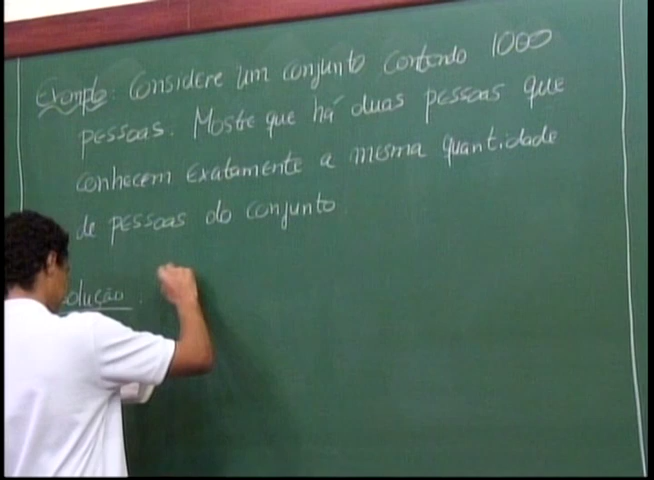 Exemplo: Considere um conjunto contendo 1000
pessoas. Mostre que há duas pessoas que
conhecem exatamente a mesma quantidade
de pessoas do conjunto
olução.